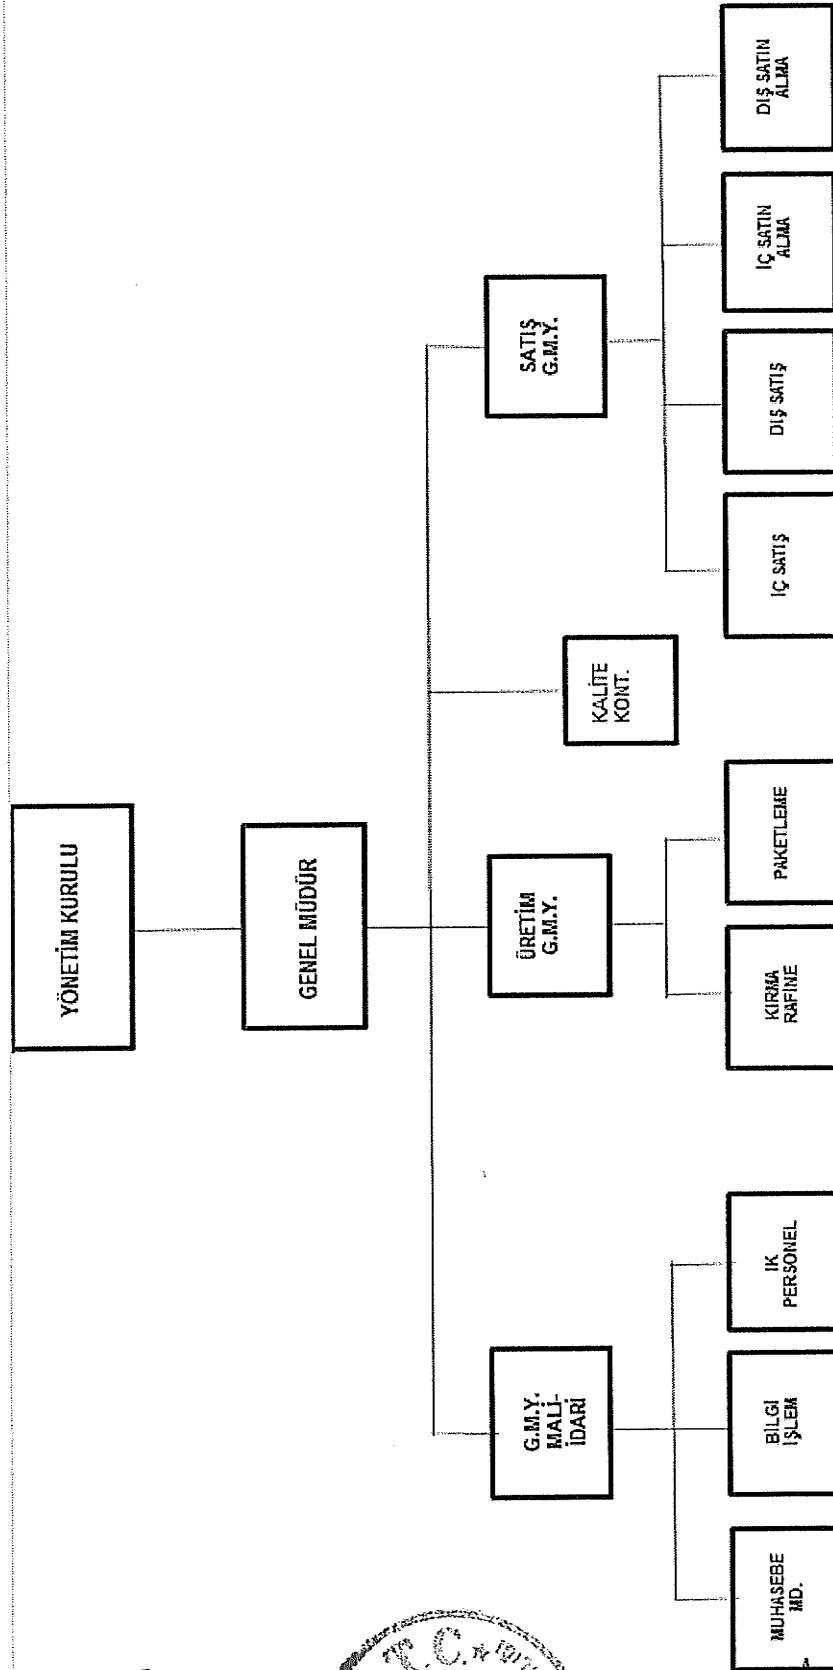 YÖNETİM KURULU
GENEL MÜDÜR
G.M.Y.
MALİ-
İDARİ
ÜRETİM
G.M.Y.
KALİTE
KONT.
SATIŞ
G.M.Y.
MUHASEBE
MD.
BİLGİ
İŞLEM
IK
PERSONEL
KIRMA
RAFİNE
PAKETLEME
İÇ SATIŞ
DIŞ SATIŞ
İÇ SATIN
ALMA
DIŞ SATIN
ALMA
T.C.